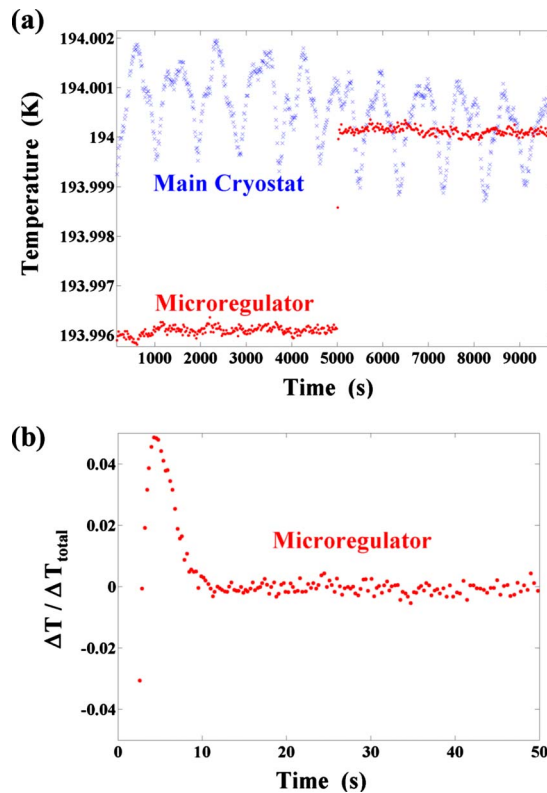 (a)
194.002
194.001
194
193.999
193.998
193.997
193.996
Temperature (K)
Main Cryostat
Microregulator
1000 2000 3000 4000 5000 6000 7000 8000 9000
Time (s)
(b)
0.04
0.02
0
-0.02
-0.04
ΔT / ΔT_total
Microregulator
0 10 20 30 40 50
Time (s)